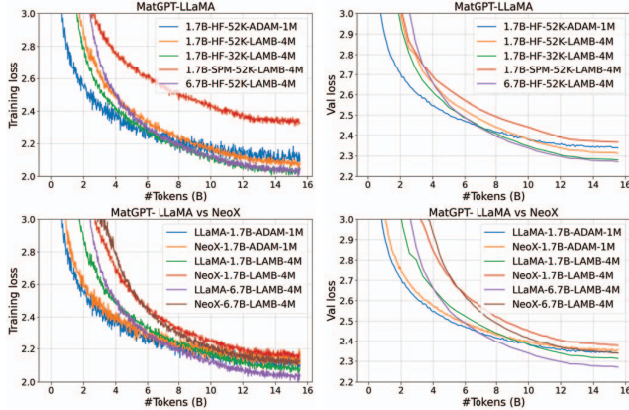 MatGPT-LLaMA
Training loss
3.0
2.8
2.6
2.4
2.2
2.0
1.7B-HF-52K-ADAM-1M
1.7B-HF-52K-LAMB-4M
1.7B-HF-32K-LAMB-4M
1.7B-SPM-52K-LAMB-4M
6.7B-HF-52K-LAMB-4M
0 2 4 6 8 10 12 14 16
#Tokens (B)
MatGPT-LLaMA
Val loss
3.0
2.9
2.8
2.7
2.6
2.5
2.4
2.3
2.2
1.7B-HF-52K-ADAM-1M
1.7B-HF-52K-LAMB-4M
1.7B-HF-32K-LAMB-4M
1.7B-SPM-52K-LAMB-4M
6.7B-HF-52K-LAMB-4M
0 2 4 6 8 10 12 14 16
#Tokens (B)
MatGPT- LLaMA vs NeoX
Training loss
3.0
2.8
2.6
2.4
2.2
2.0
LLaMA-1.7B-ADAM-1M
NeoX-1.7B-ADAM-1M
LLaMA-1.7B-LAMB-4M
NeoX-1.7B-LAMB-4M
LLaMA-6.7B-LAMB-4M
NeoX-6.7B-LAMB-4M
0 2 4 6 8 10 12 14 16
#Tokens (B)
MatGPT- LLaMA vs NeoX
Val loss
3.0
2.9
2.8
2.7
2.6
2.5
2.4
2.3
2.2
LLaMA-1.7B-ADAM-1M
NeoX-1.7B-ADAM-1M
LLaMA-1.7B-LAMB-4M
NeoX-1.7B-LAMB-4M
LLaMA-6.7B-LAMB-4M
NeoX-6.7B-LAMB-4M
0 2 4 6 8 10 12 14 16
#Tokens (B)